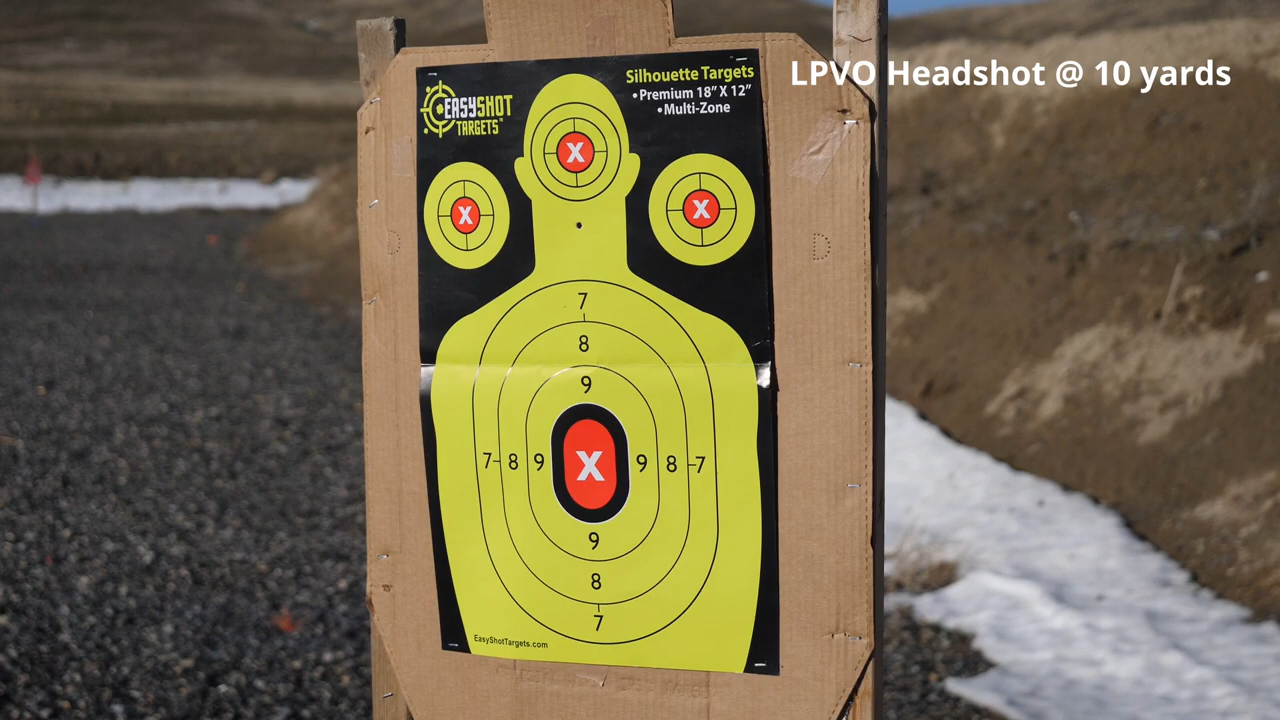 LPVO Headshot @ 10 yards
Silhouette Targets
•Premium 18” X 12”
•Multi-Zone
EASYSHOT
TARGETS™
X
X
X
7
8
9
7 8 9 X 9 8 7
9
8
7
EasyShotTargets.com
D
D